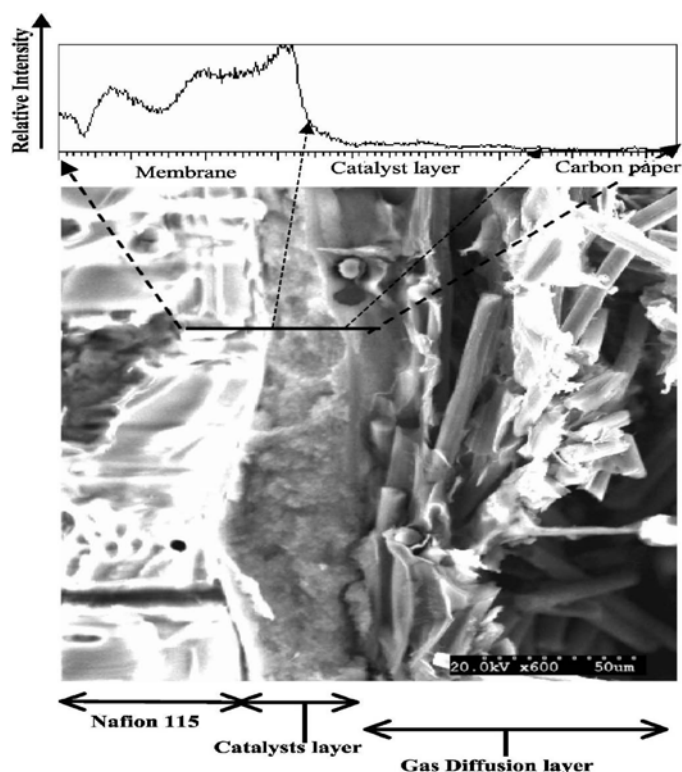 Relative Intensity
Membrane Catalyst layer Carbon paper
20.0kV x600 50um
Nafion 115
Catalysts layer
Gas Diffusion layer